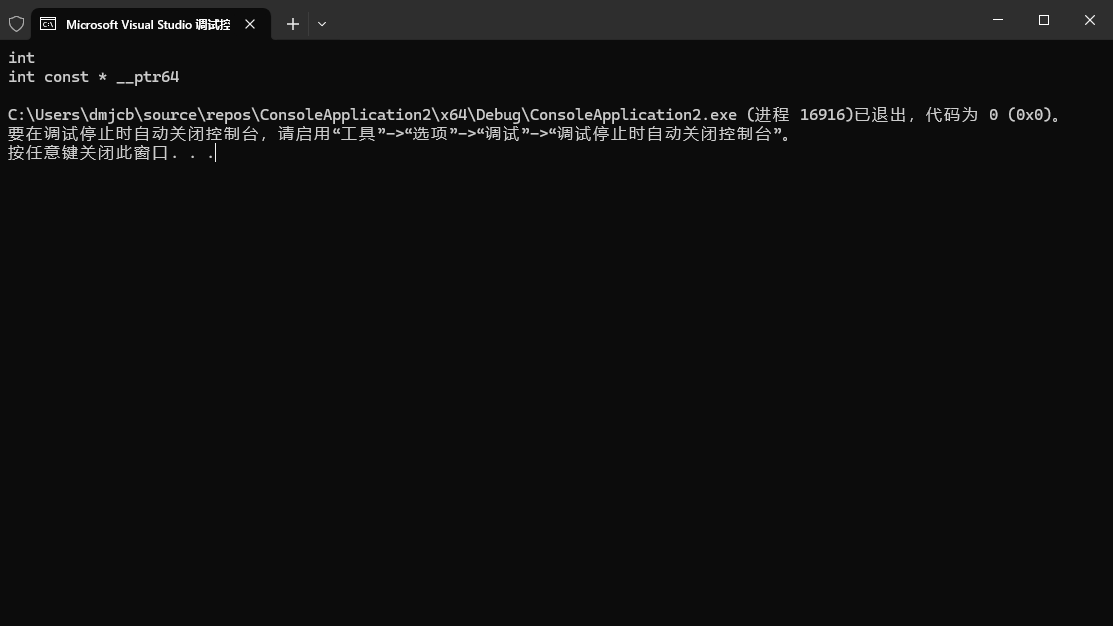 Microsoft Visual Studio 调试控
int
int const * __ptr64
C:\Users\dmjcb\source\repos\ConsoleApplication2\x64\Debug\ConsoleApplication2.exe (进程 16916)已退出，代码为 0 (0x0)。
要在调试停止时自动关闭控制台，请启用“工具”->“选项”->“调试”->“调试停止时自动关闭控制台”。
按任意键关闭此窗口. . .